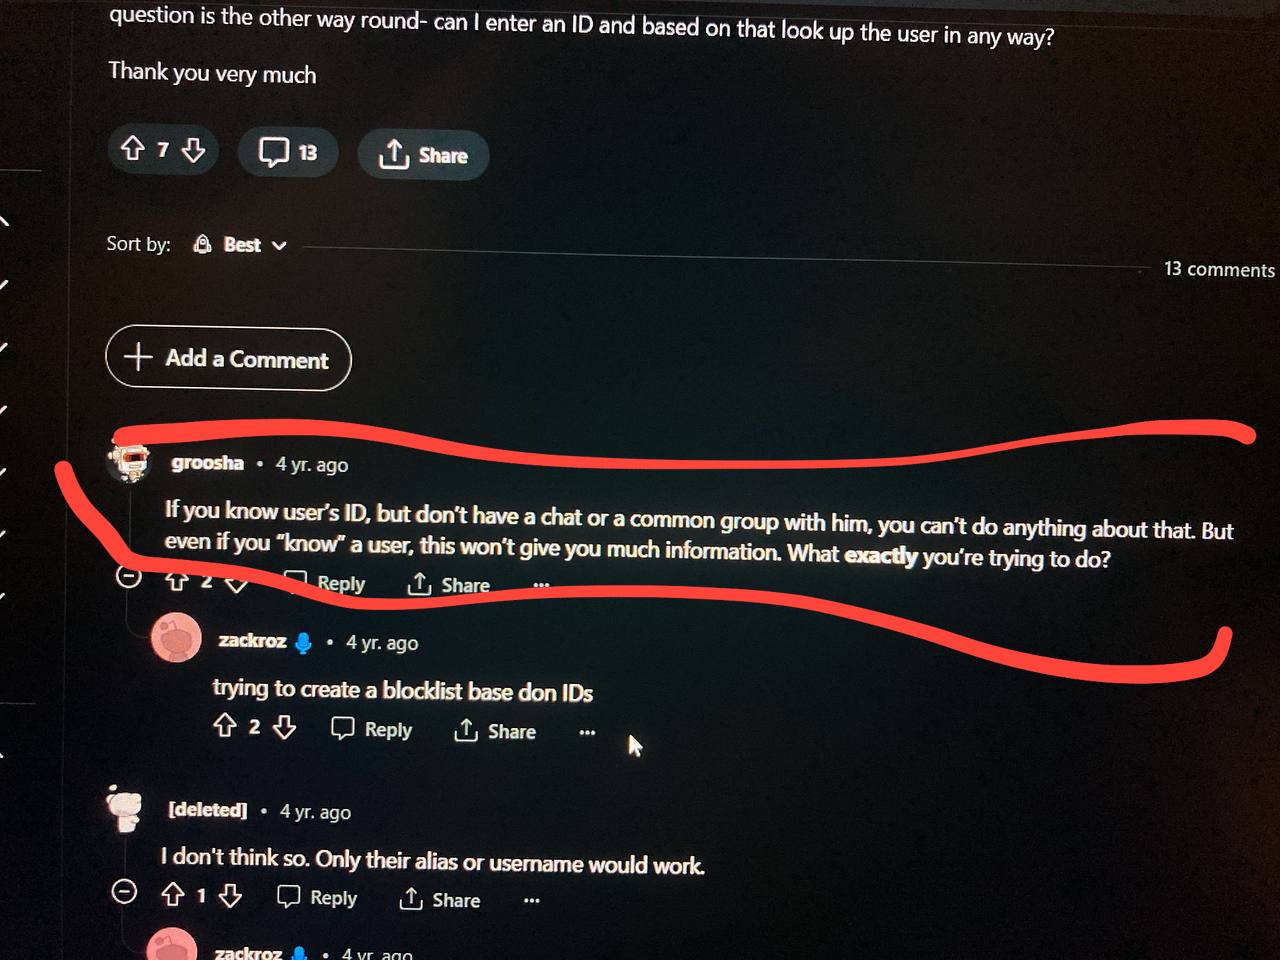 question is the other way round- can I enter an ID and based on that look up the user in any way?
Thank you very much
7
13
Share
Sort by:
Best
13 comments
Add a Comment
groosha • 4 yr. ago
If you know user's ID, but don't have a chat or a common group with him, you can't do anything about that. But
even if you "know" a user, this won't give you much information. What exactly you're trying to do?
2
Reply
Share
...
zackroz • 4 yr. ago
trying to create a blocklist base don IDs
2
Reply
Share
...
[deleted] • 4 yr. ago
I don't think so. Only their alias or username would work.
1
Reply
Share
...
zackroz • 4 yr. ago